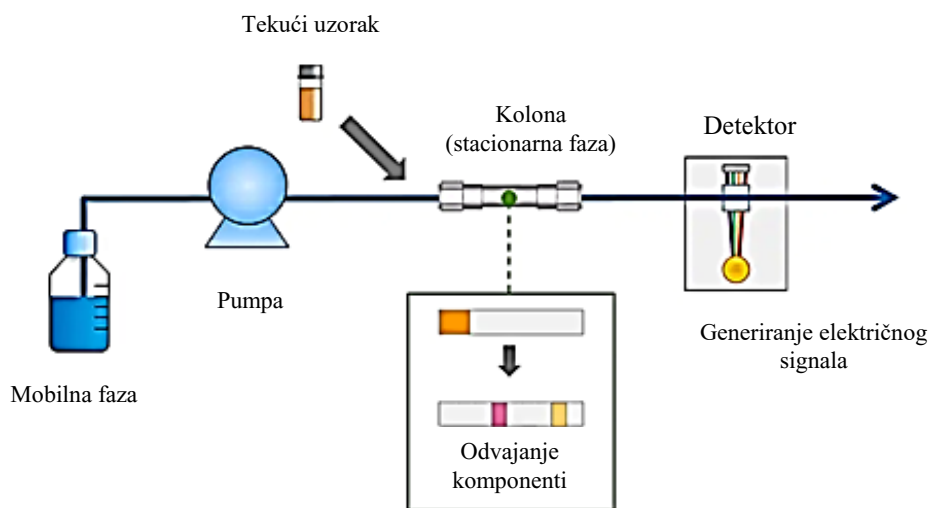 Tekući uzorak
Kolona
(stacionarna faza)
Detektor
Pumpa
Mobilna faza
Generiranje električnog
signala
Odvajanje
komponenti